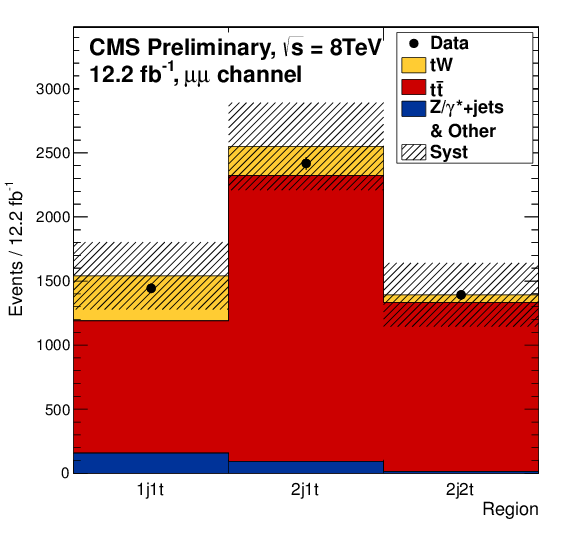 CMS Preliminary, √s = 8TeV
12.2 fb⁻¹, μμ channel
Data
tW
tt̄
Z/γ*+jets
& Other
Syst
Events / 12.2 fb⁻¹
3000
2500
2000
1500
1000
500
0
1j1t 2j1t 2j2t
Region